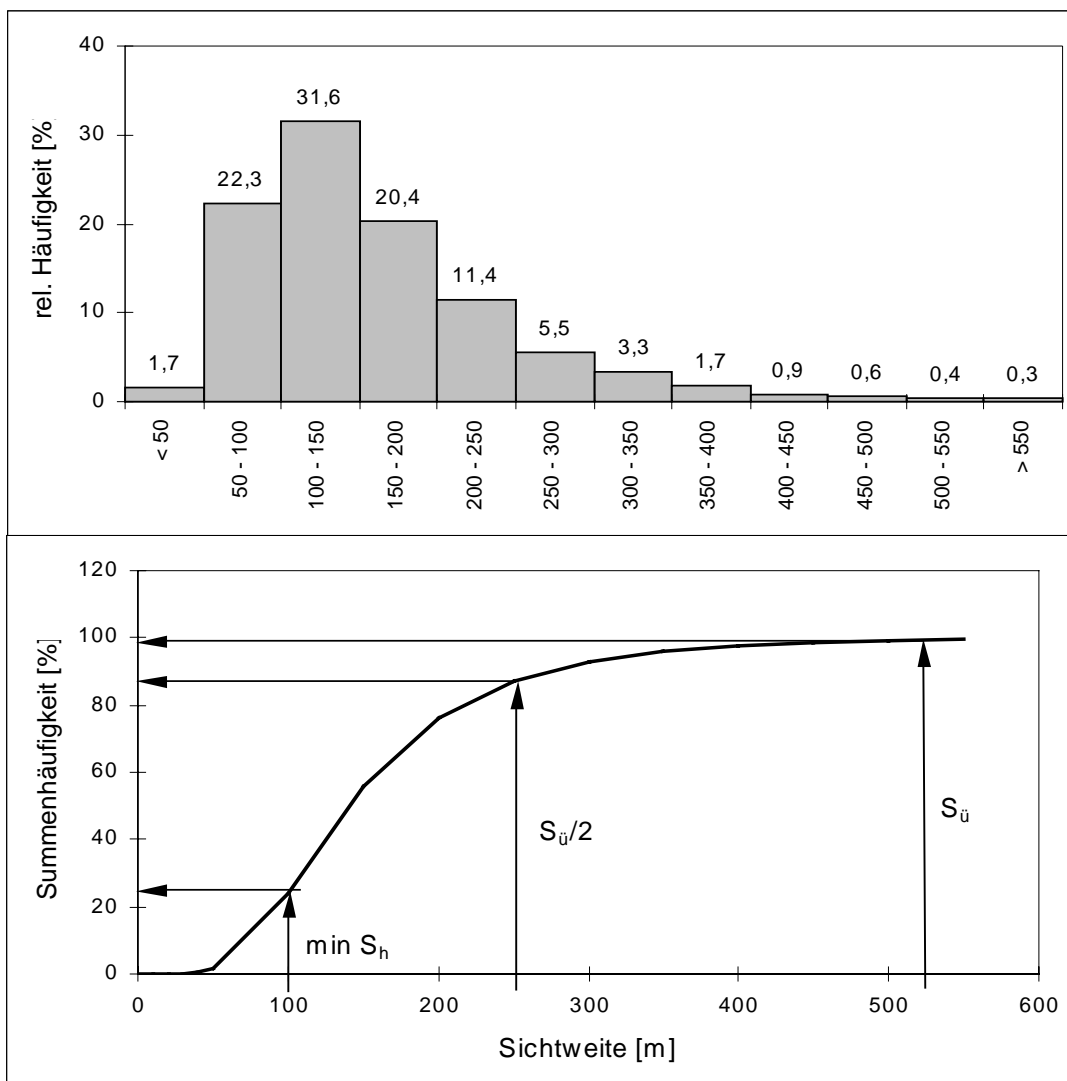 rel. Häufigkeit [%]
40
30
20
10
0
1,7
22,3
31,6
20,4
11,4
5,5
3,3
1,7
0,9
0,6
0,4
0,3
< 50
50 - 100
100 - 150
150 - 200
200 - 250
250 - 300
300 - 350
350 - 400
400 - 450
450 - 500
500 - 550
> 550
Summenhäufigkeit [%]
120
100
80
60
40
20
0
Sü
Sü/2
min Sh
0 100 200 300 400 500 600
Sichtweite [m]